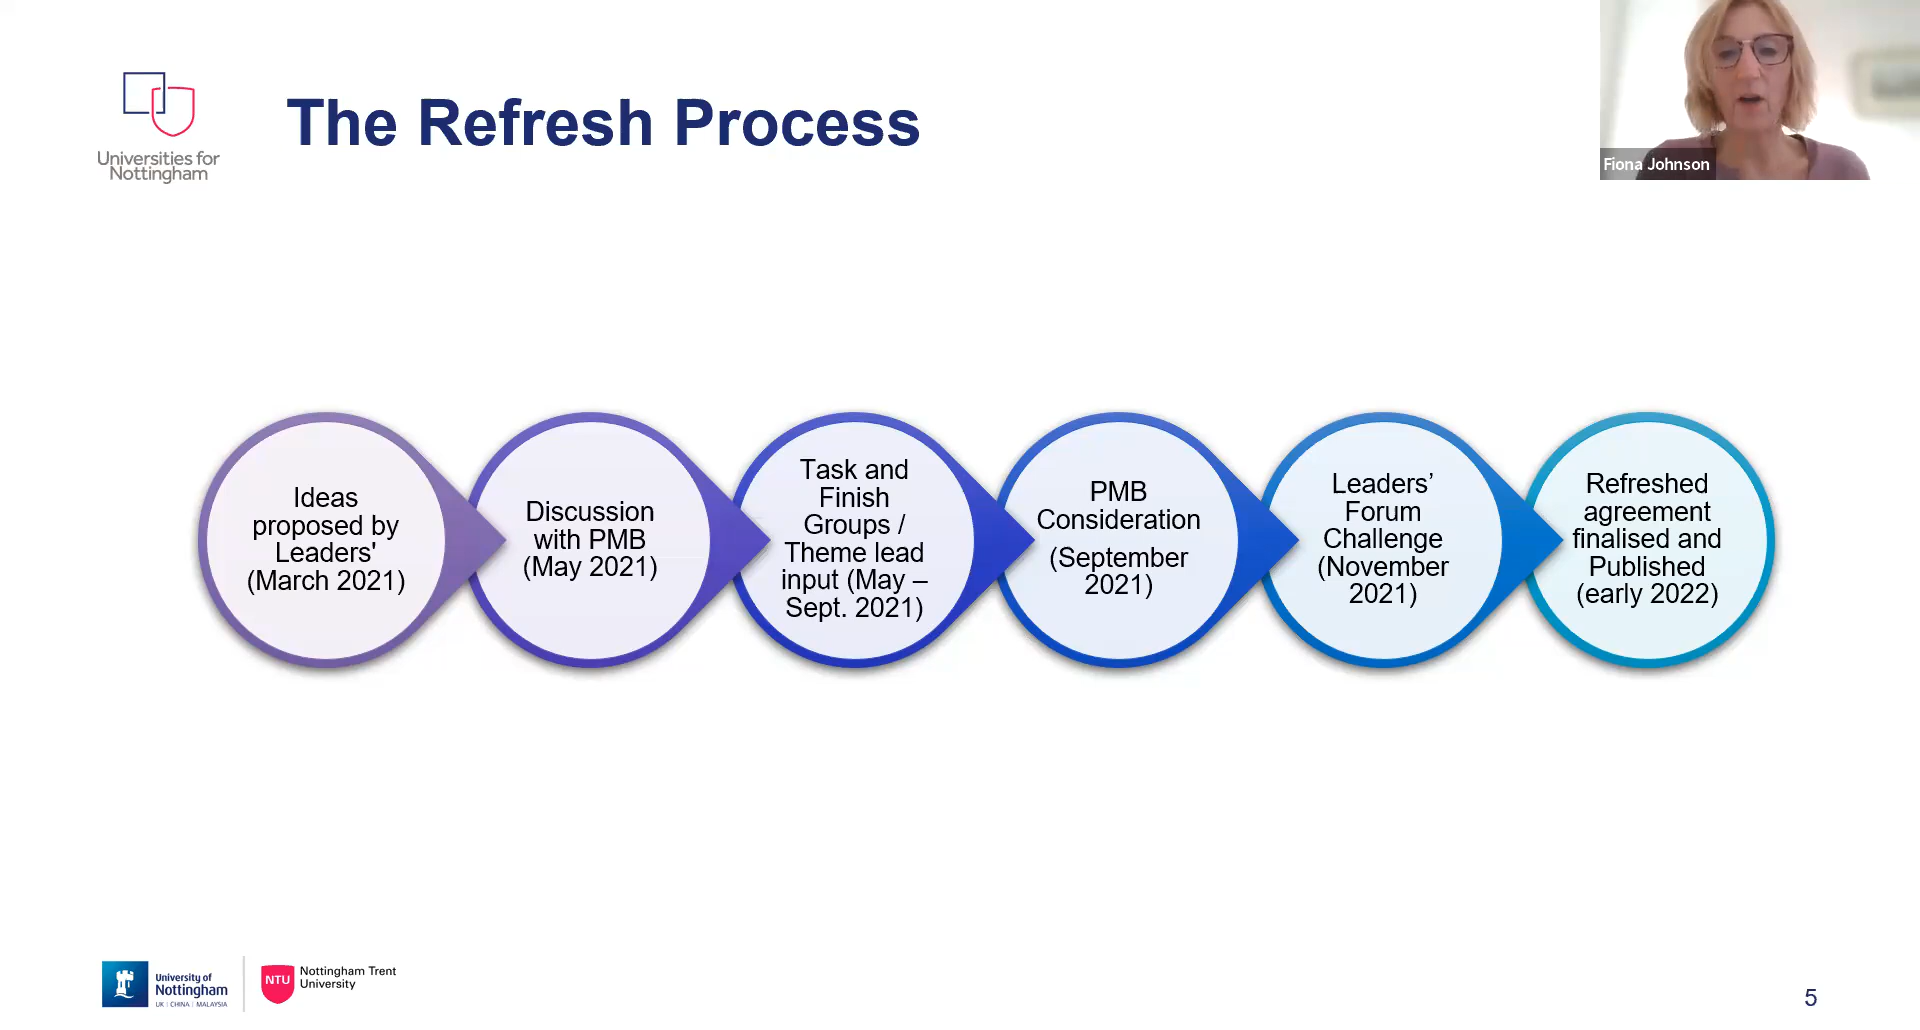 Universities for
Nottingham
The Refresh Process
Fiona Johnson
Ideas
proposed by
Leaders'
(March 2021)
Discussion
with PMB
(May 2021)
Task and
Finish
Groups /
Theme lead
input (May –
Sept. 2021)
PMB
Consideration
(September
2021)
Leaders’
Forum
Challenge
(November
2021)
Refreshed
agreement
finalised and
Published
(early 2022)
University of
Nottingham
UK | CHINA | MALAYSIA
NTU
Nottingham Trent
University
5